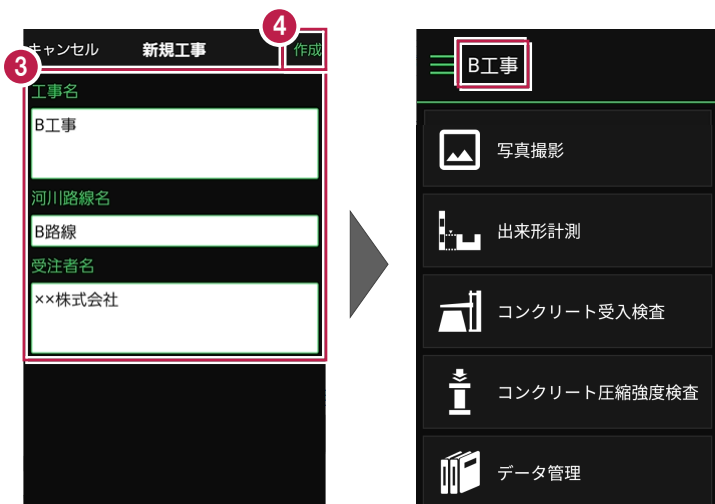 4
キャンセル 新規工事 作成
3
工事名
B工事
河川路線名
B路線
受注者名
××株式会社
B工事
写真撮影
出来形計測
コンクリート受入検査
コンクリート圧縮強度検査
データ管理